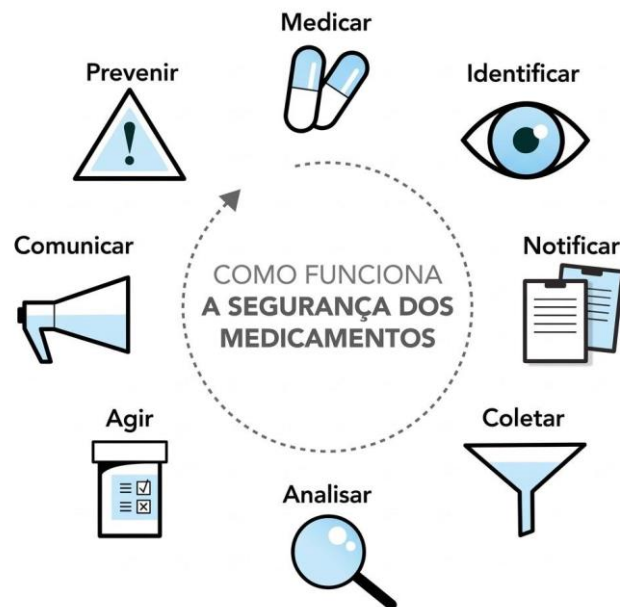 Medicar
Identificar
Notificar
Coletar
Analisar
Agir
Comunicar
Prevenir
COMO FUNCIONA
A SEGURANÇA DOS
MEDICAMENTOS